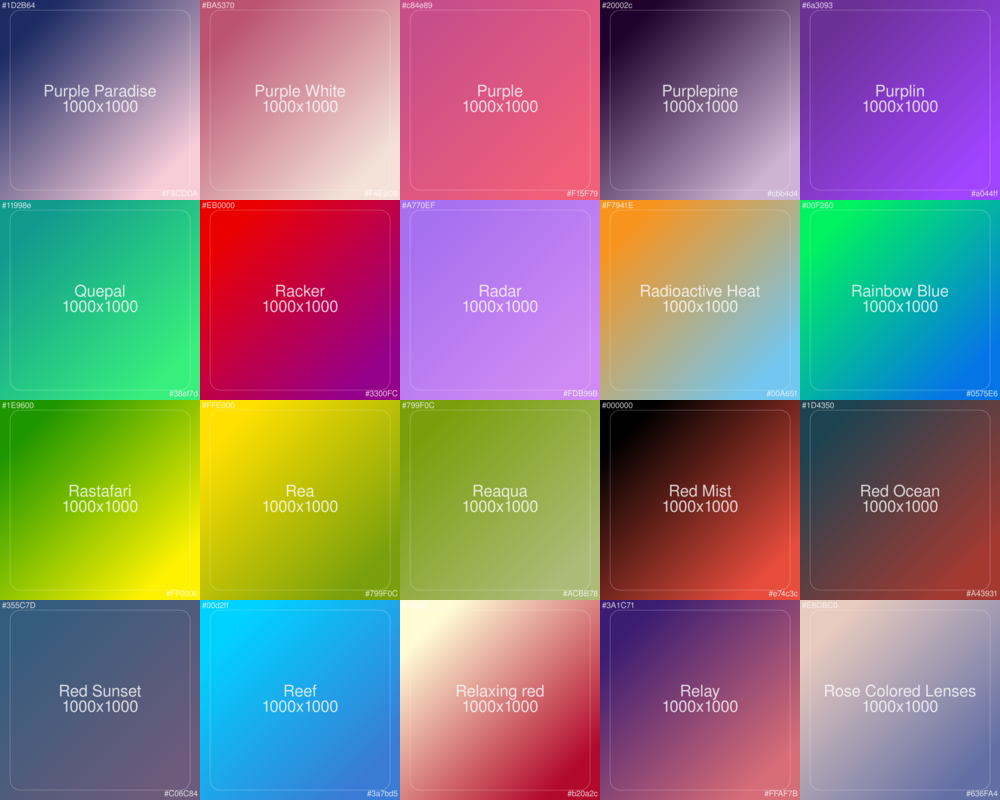 #1D2B64
Purple Paradise
1000x1000
#F8CDDA
#BA5370
Purple White
1000x1000
#F4E2D8
#c84e89
Purple
1000x1000
#F15F79
#20002c
Purplepine
1000x1000
#cbb4d4
#6a3093
Purplin
1000x1000
#a044ff
#11998e
Quepal
1000x1000
#38ef7d
#EB0000
Racker
1000x1000
#3300FC
#A770EF
Radar
1000x1000
#FDB99B
#F7941E
Radioactive Heat
1000x1000
#00A651
#00F260
Rainbow Blue
1000x1000
#0575E6
#1E9600
Rastafari
1000x1000
#FFE800
Rea
1000x1000
#799F0C
#799F0C
Reaqua
1000x1000
#ACBB78
#000000
Red Mist
1000x1000
#e74c3c
#1D4350
Red Ocean
1000x1000
#A43931
#355C7D
Red Sunset
1000x1000
#C06C84
#00d2ff
Reef
1000x1000
#3a7bd5
Relaxing red
1000x1000
#b20a2c
#3A1C71
Relay
1000x1000
#FFAF7B
#E8CBC0
Rose Colored Lenses
1000x1000
#636FA4